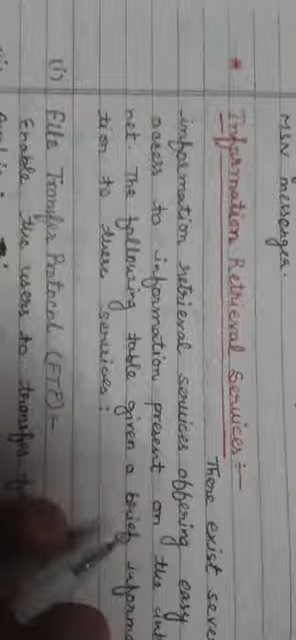 MSN messenger.
* Information Retrieval Services :-
There exist seve
information retrieval services offering easy
access to information present on the int
net. The following table given a brief informa
tion to these services :
(i) File Transfer Protocol (FTP) :-
Enable the users to transfer